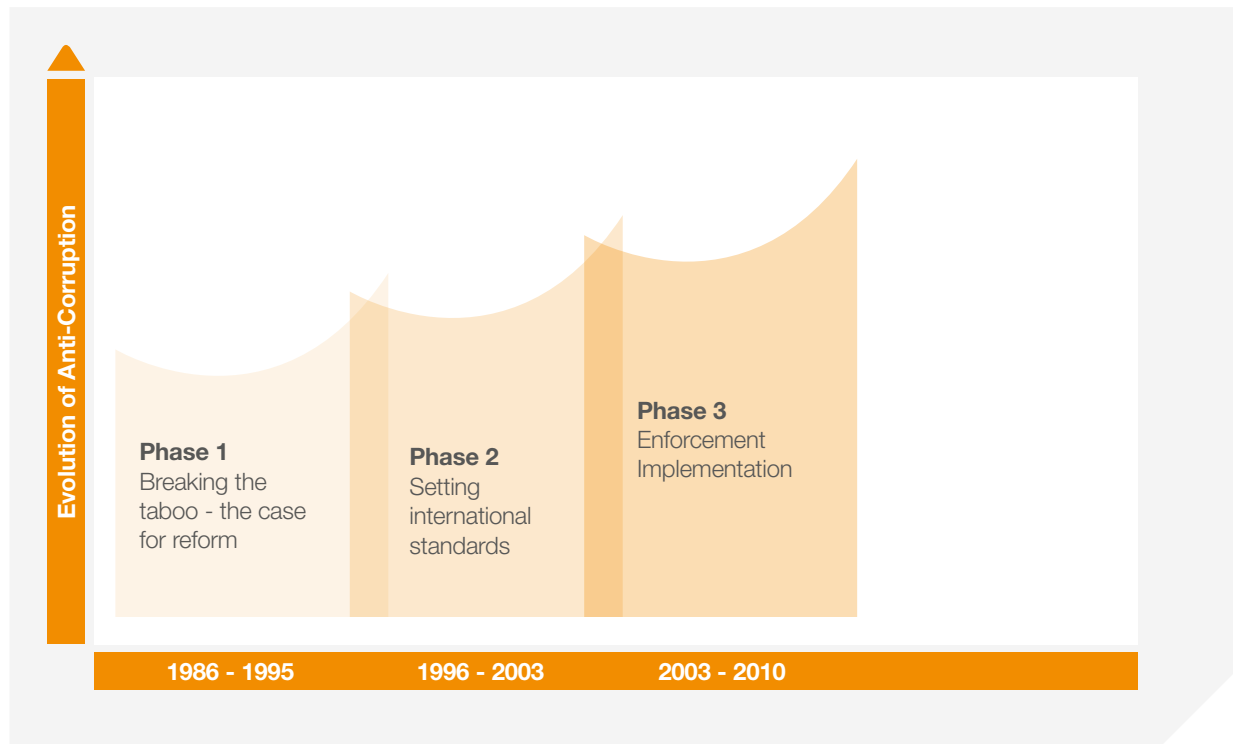 Evolution of Anti-Corruption
Phase 1
Breaking the
taboo - the case
for reform
Phase 2
Setting
international
standards
Phase 3
Enforcement
Implementation
1986 - 1995
1996 - 2003
2003 - 2010